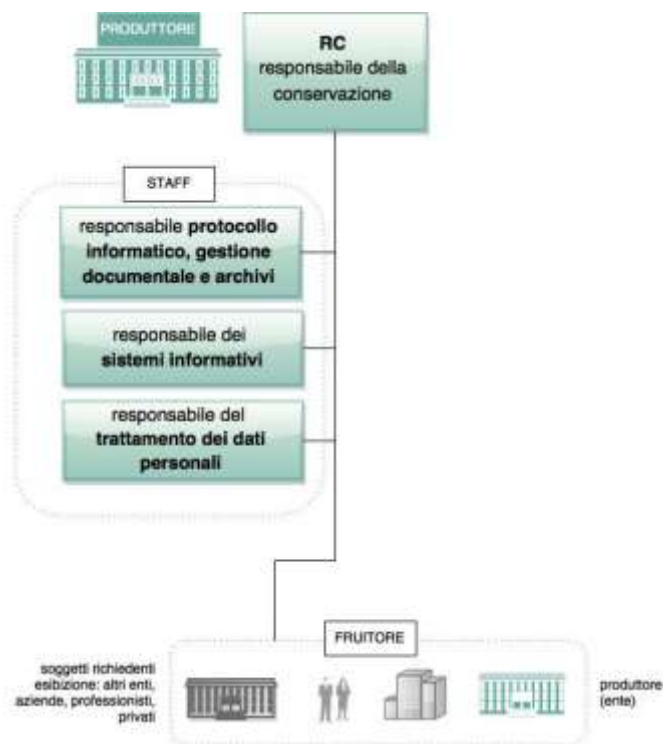 PRODUTTORE
RC
responsabile della
conservazione
STAFF
responsabile protocollo
informatico, gestione
documentale e archivi
responsabile dei
sistemi informativi
responsabile del
trattamento dei dati
personali
FRUITORE
soggetti richiedenti
esibizione: altri enti,
aziende, professionisti,
privati
produttore
(ente)